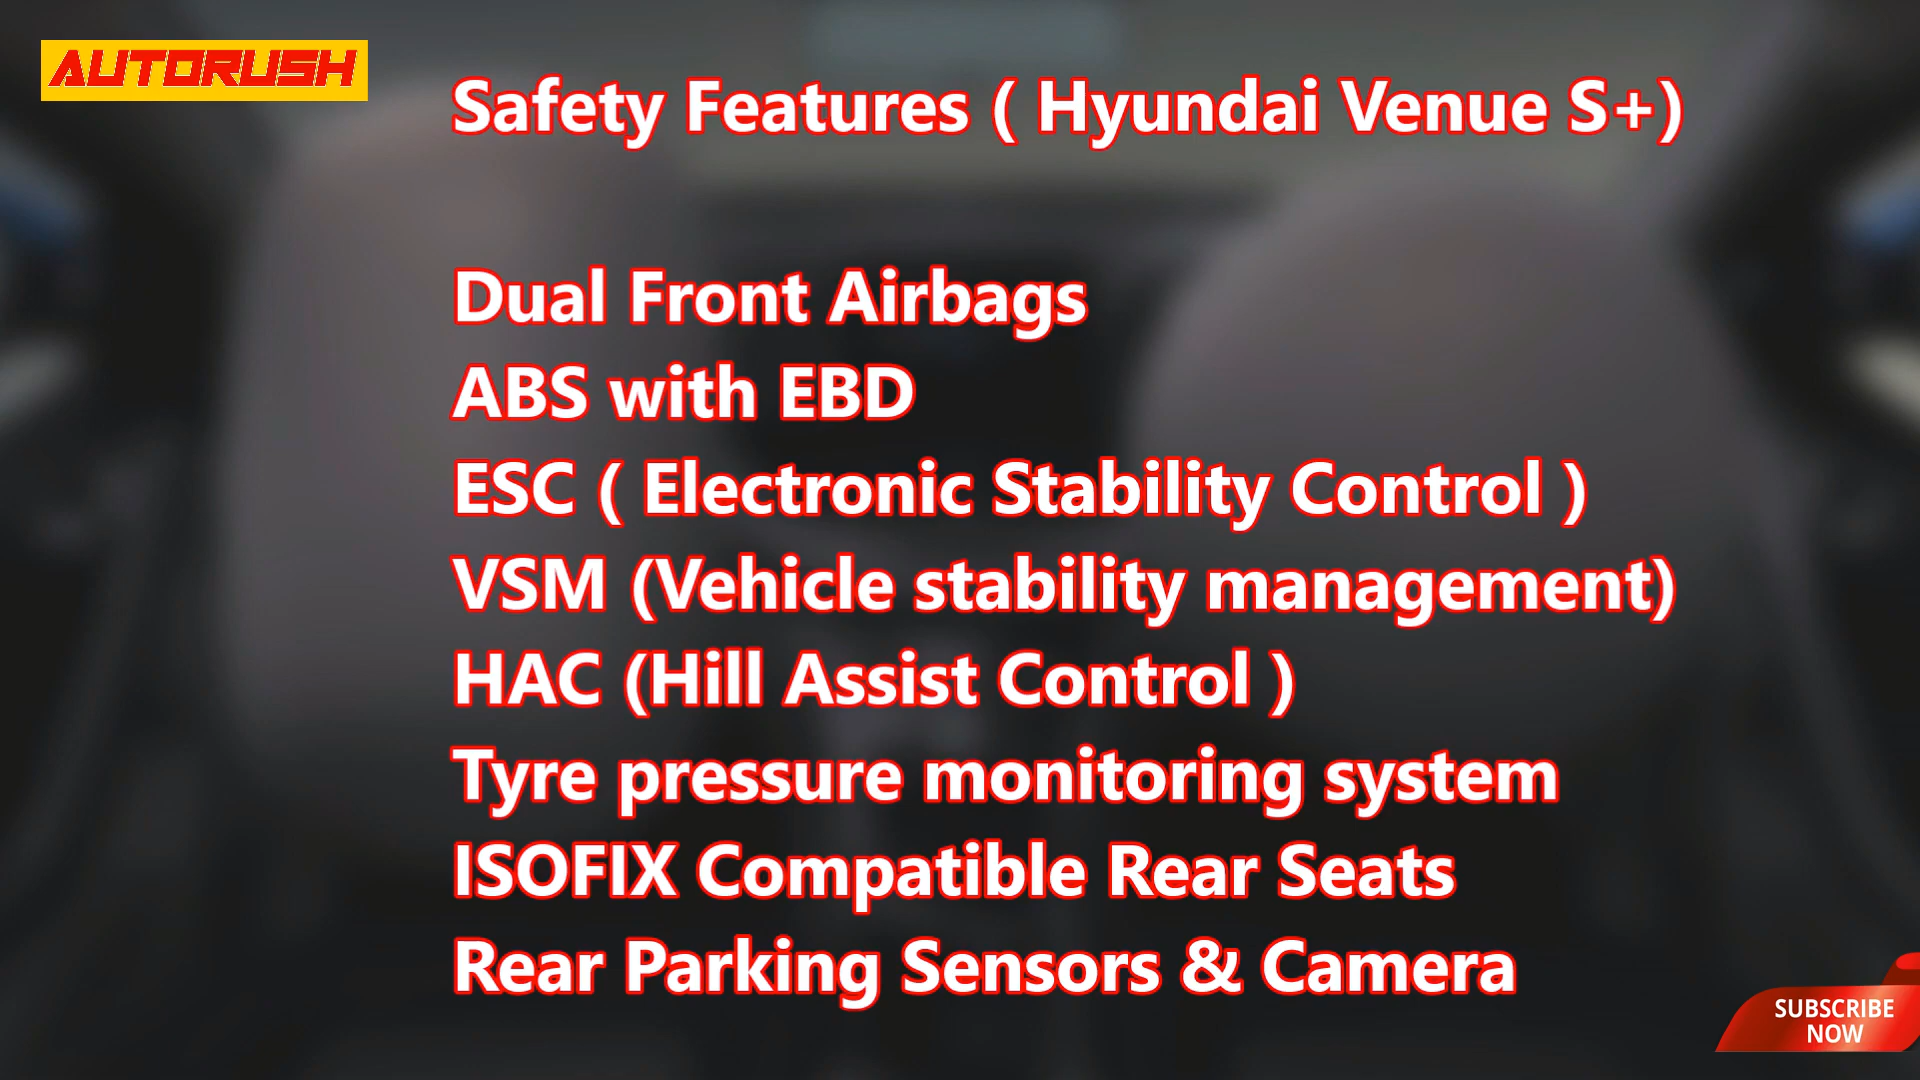 AUTORUSH
Safety Features ( Hyundai Venue S+)
Dual Front Airbags
ABS with EBD
ESC ( Electronic Stability Control )
VSM (Vehicle stability management)
HAC (Hill Assist Control )
Tyre pressure monitoring system
ISOFIX Compatible Rear Seats
Rear Parking Sensors & Camera
SUBSCRIBE
NOW